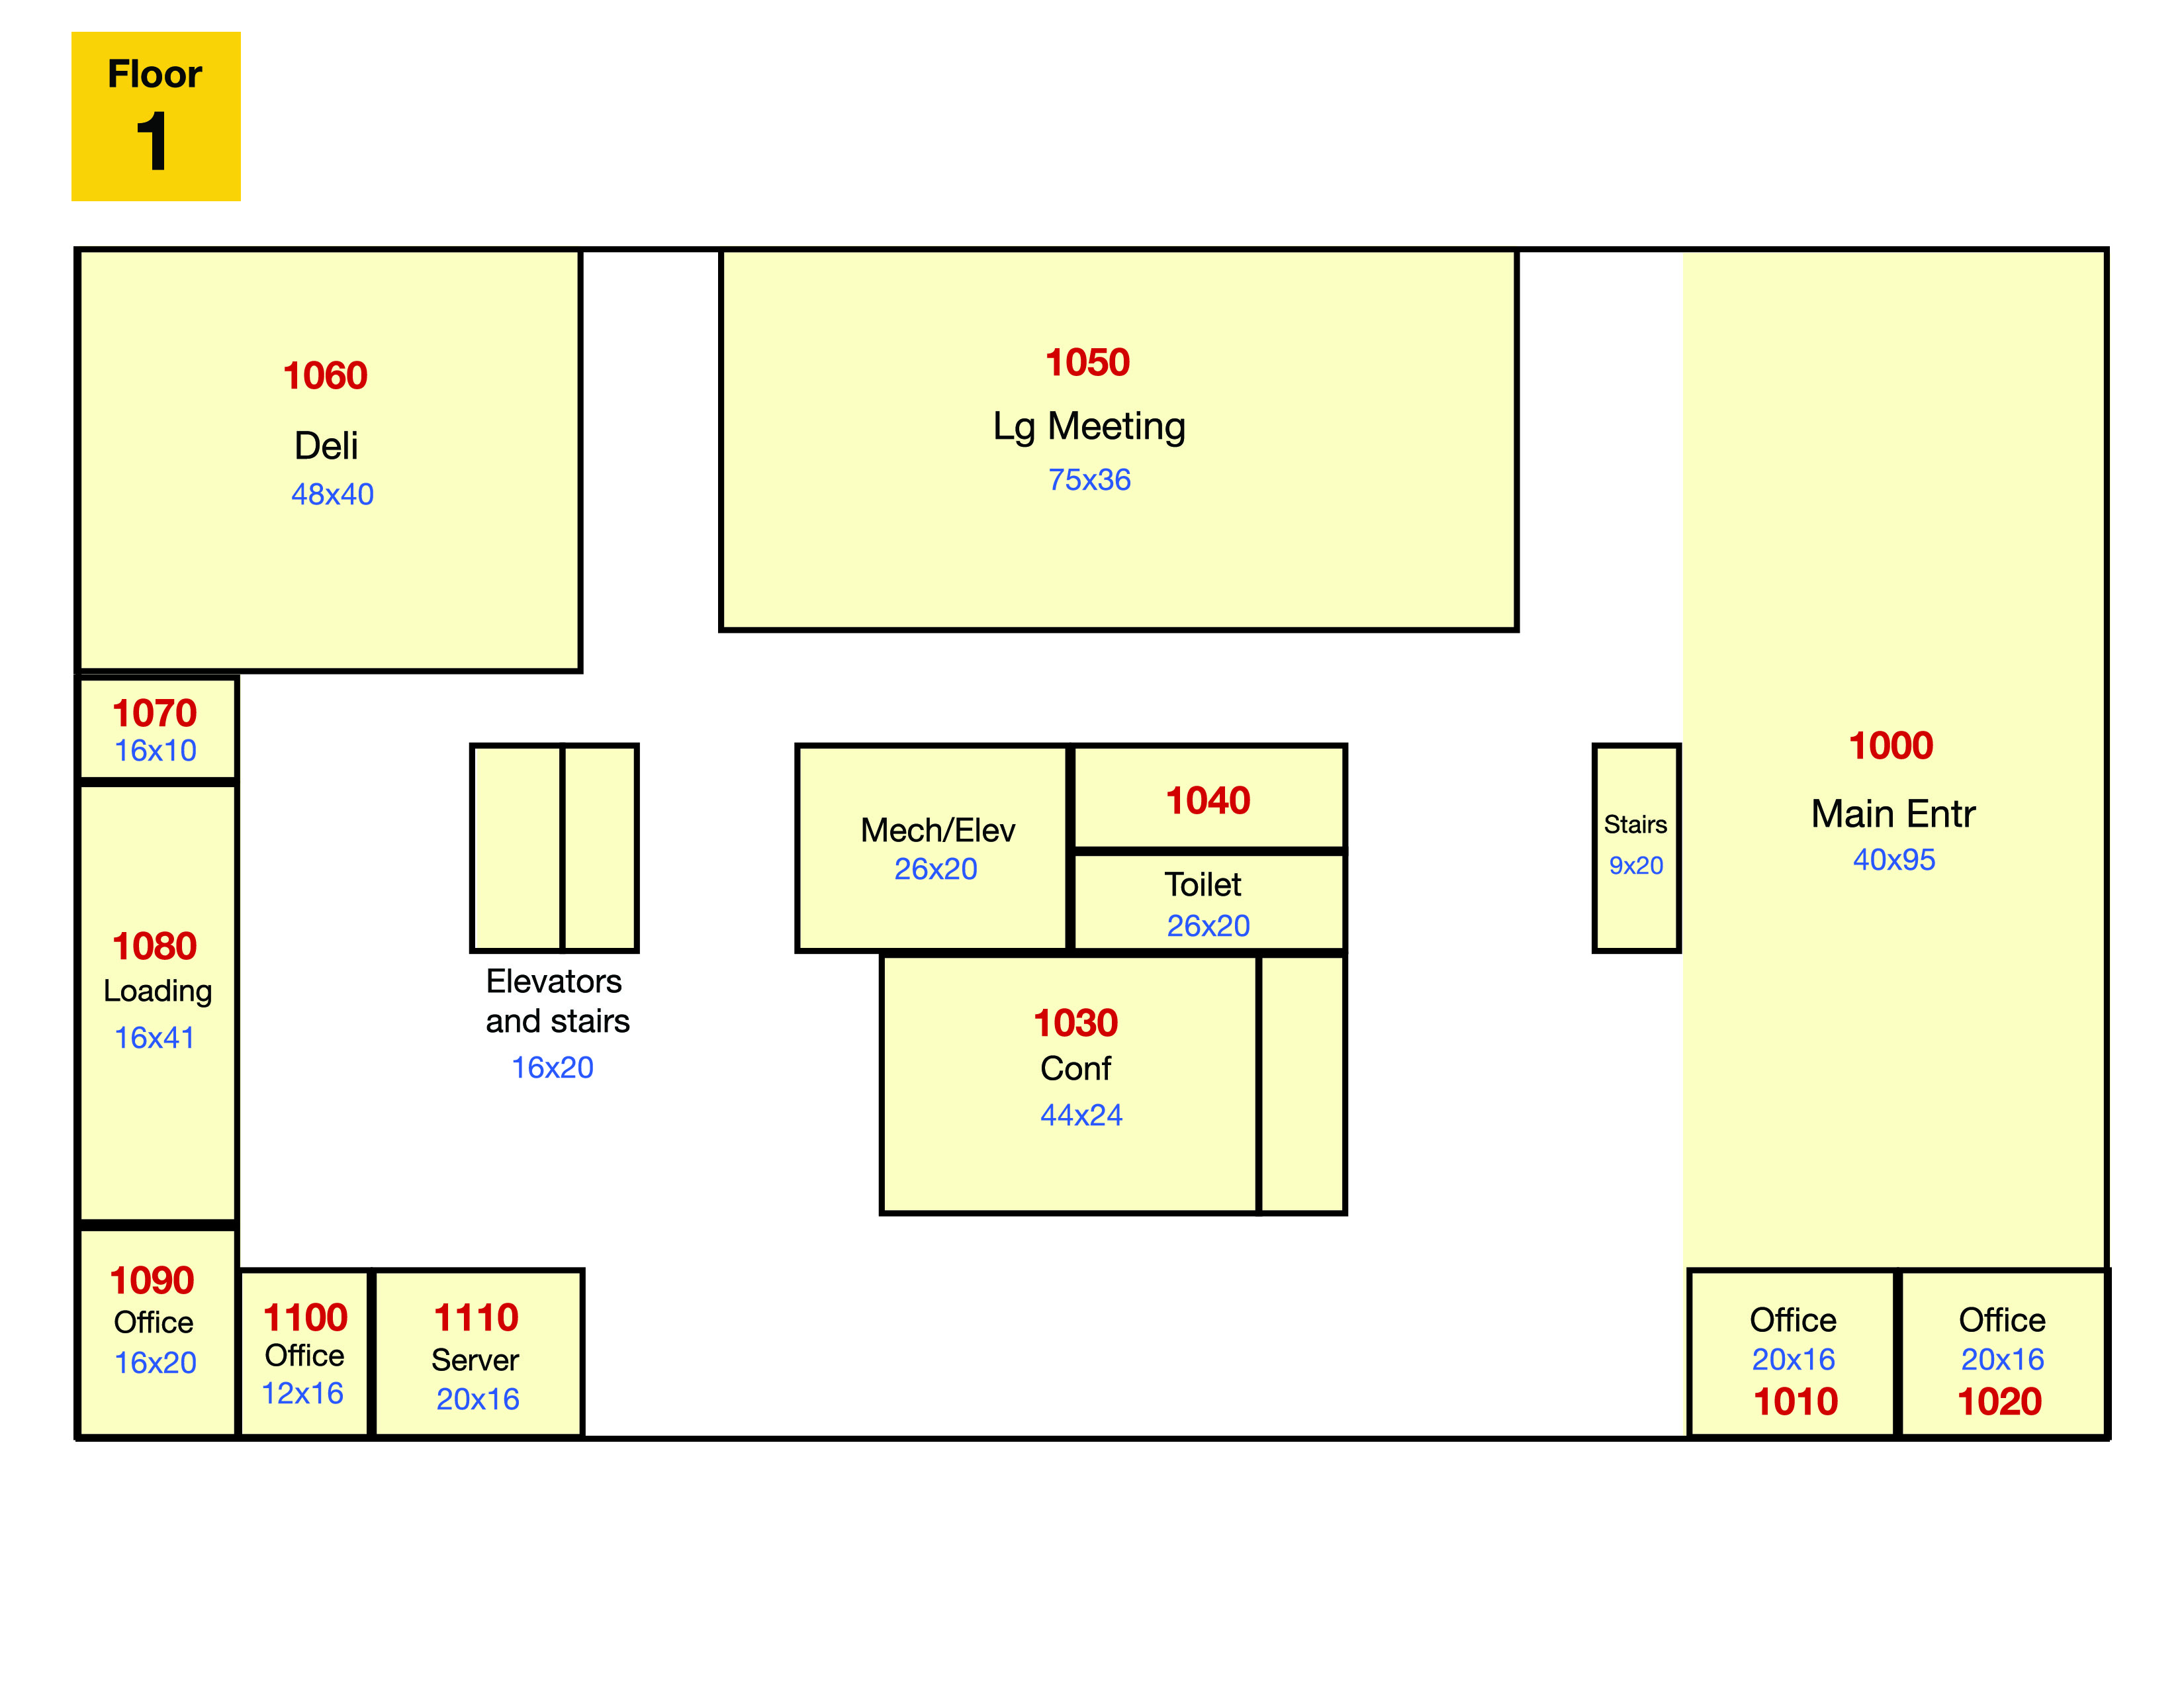 Floor
1
1060
Deli
48x40
1050
Lg Meeting
75x36
1070
16x10
1000
Main Entr
40x95
Mech/Elev
26x20
1040
Toilet
26x20
Stairs
9x20
1080
Loading
16x41
Elevators
and stairs
16x20
1030
Conf
44x24
1090
Office
16x20
1100
Office
12x16
1110
Server
20x16
Office
20x16
1010
Office
20x16
1020